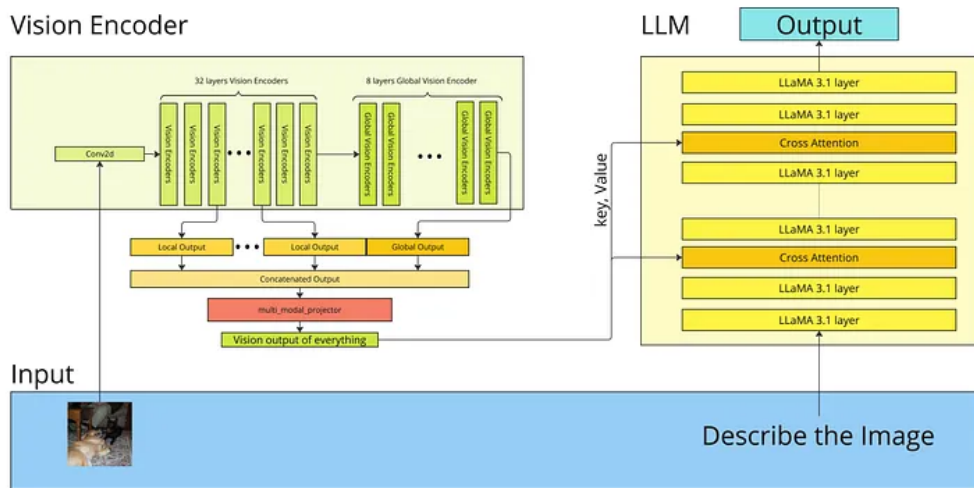 Vision Encoder
32 layers Vision Encoders
8 layers Global Vision Encoder
Conv2d
Vision Encoders
Vision Encoders
Vision Encoders
•••
Vision Encoders
Vision Encoders
Vision Encoders
Global Vision Encoders
Global Vision Encoders
•••
Global Vision Encoders
Global Vision Encoders
Local Output
•••
Local Output
Global Output
Concatenated Output
multi_modal_projector
Vision output of everything
key, Value
LLM
Output
LLaMA 3.1 layer
LLaMA 3.1 layer
Cross Attention
LLaMA 3.1 layer
LLaMA 3.1 layer
Cross Attention
LLaMA 3.1 layer
LLaMA 3.1 layer
Input
Describe the Image